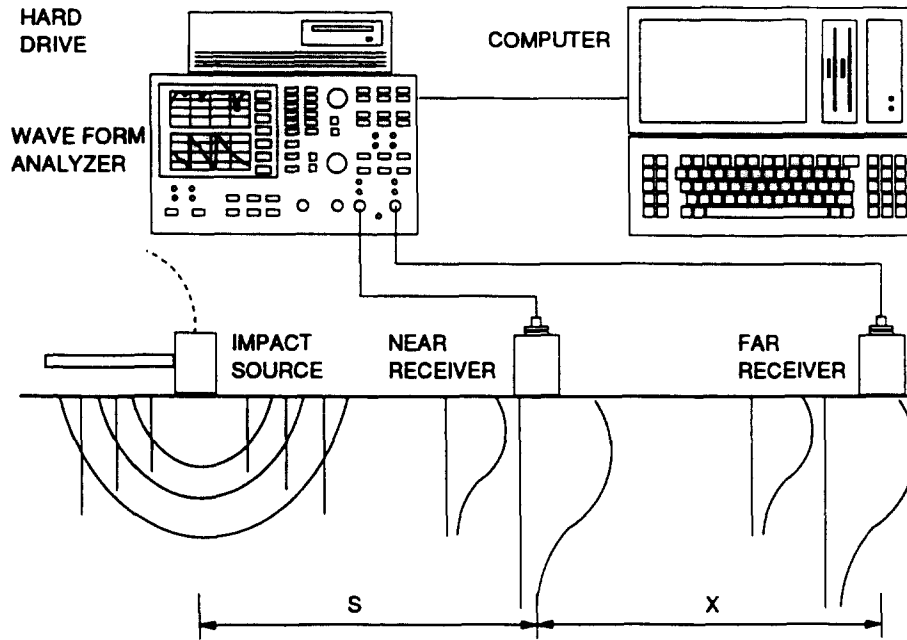 HARD
DRIVE
COMPUTER
WAVE FORM
ANALYZER
IMPACT
SOURCE
NEAR
RECEIVER
FAR
RECEIVER
S
X